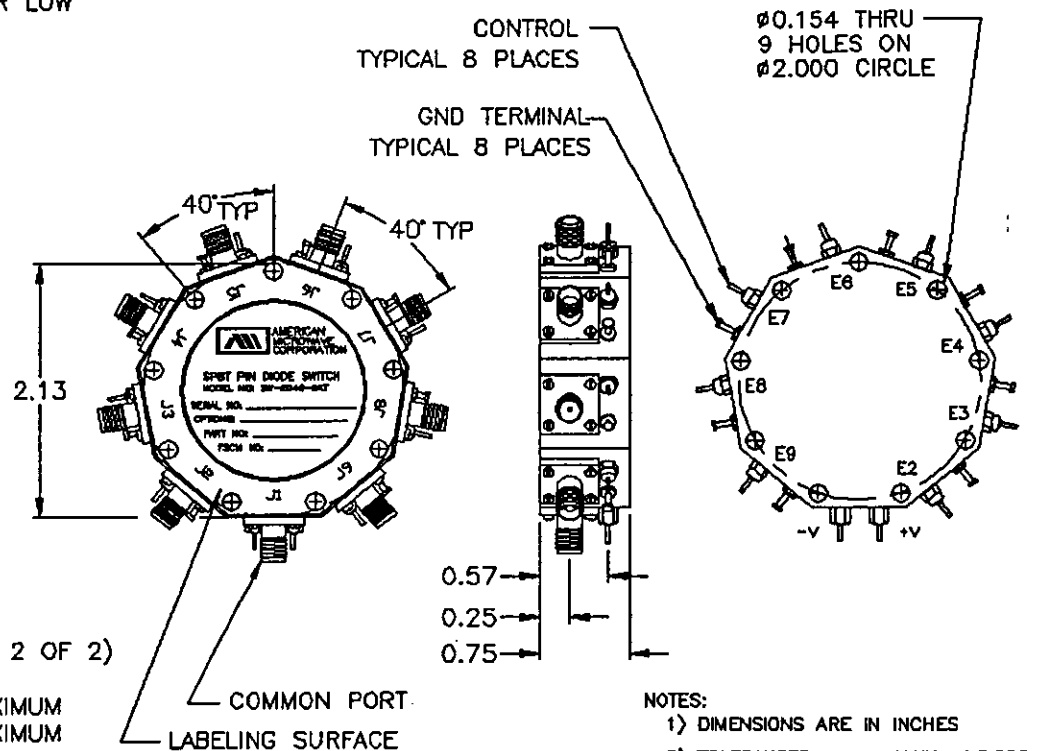 R LOW
CONTROL
TYPICAL 8 PLACES
GND TERMINAL
TYPICAL 8 PLACES
ø0.154 THRU
9 HOLES ON
ø2.000 CIRCLE
40° TYP
40° TYP
2.13
J5
J6
J4
J7
J3
J8
J2
J9
J1
AMERICAN
MICROWAVE
CORPORATION
SP8T PIN DIODE SWITCH
MODEL NO:
SERIAL NO:
OPTIONS:
PART NO:
FSCM NO:
E6
E5
E7
E4
E8
E3
E9
E2
-V
+V
0.57
0.25
0.75
2 OF 2)
XIMUM
XIMUM
COMMON PORT
LABELING SURFACE
NOTES:
1) DIMENSIONS ARE IN INCHES